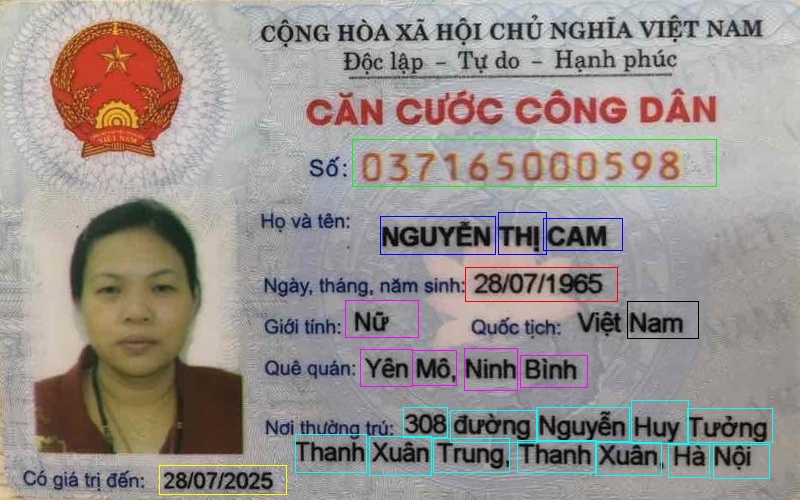 CỘNG HÒA XÃ HỘI CHỦ NGHĨA VIỆT NAM
Độc lập - Tự do - Hạnh phúc
CĂN CƯỚC CÔNG DÂN
Số: 037165000598
Họ và tên: NGUYỄN THỊ CAM
Ngày, tháng, năm sinh: 28/07/1965
Giới tính: Nữ Quốc tịch: Việt Nam
Quê quán: Yên Mô, Ninh Bình
Nơi thường trú: 308 đường Nguyễn Huy Tưởng
Thanh Xuân Trung, Thanh Xuân, Hà Nội
Có giá trị đến: 28/07/2025